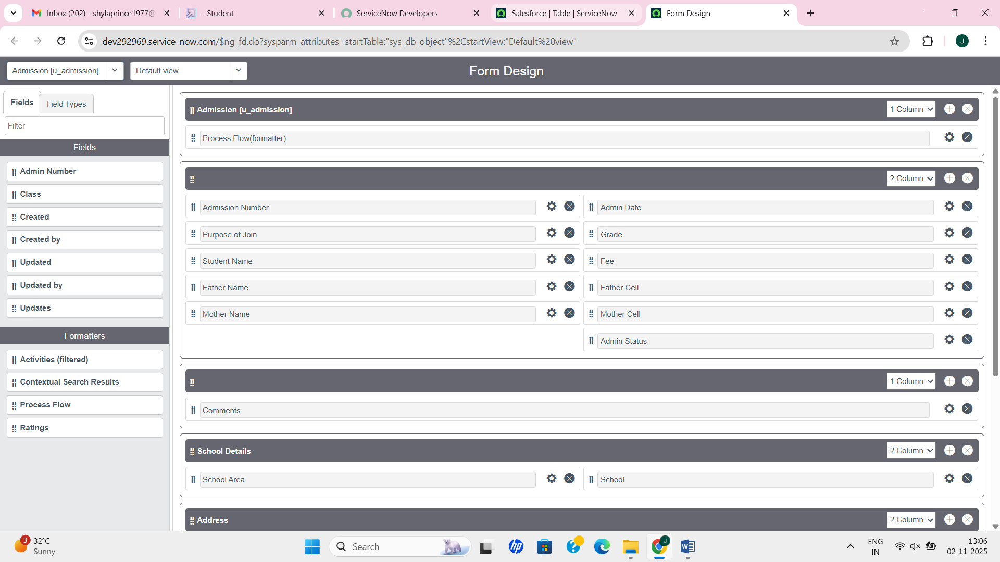 Inbox (202) - shylaprince1977@
- Student
ServiceNow Developers
Salesforce | Table | ServiceNow
Form Design
dev292969.service-now.com/$ng_fd.do?sysparm_attributes=startTable:"sys_db_object"%2CstartView:"Default%20view"
J
Admission [u_admission]
Default view
Form Design
Fields
Field Types
Filter
Fields
Admin Number
Class
Created
Created by
Updated
Updated by
Updates
Formatters
Activities (filtered)
Contextual Search Results
Process Flow
Ratings
Admission [u_admission]
1 Column
Process Flow(formatter)
2 Column
Admission Number
Admin Date
Purpose of Join
Grade
Student Name
Fee
Father Name
Father Cell
Mother Name
Mother Cell
Admin Status
1 Column
Comments
School Details
2 Column
School Area
School
Address
2 Column
3
32°C
Sunny
Search
hp
J
W
ENG
IN
13:06
02-11-2025